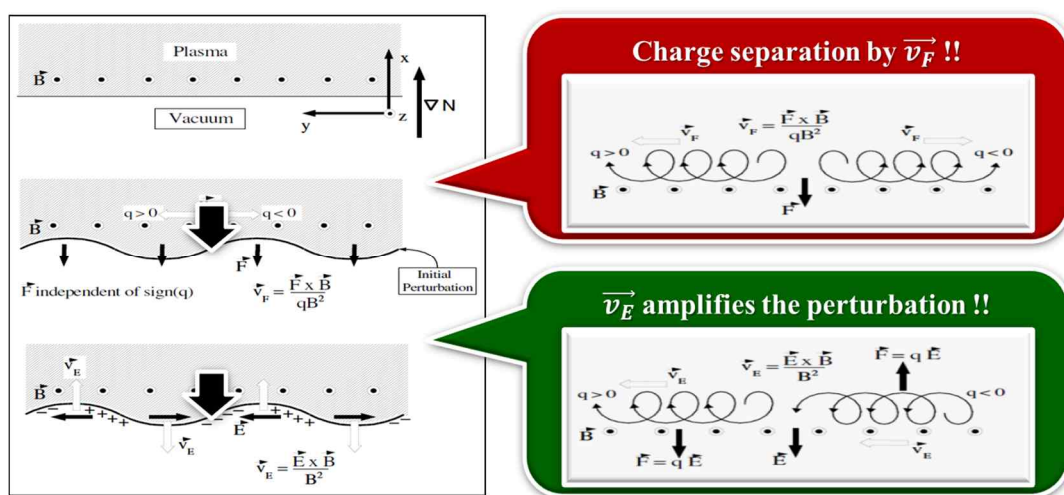 Plasma
B
x
∇ N
Vacuum
y
z
q > 0
q < 0
B
F
Initial
Perturbation
F independent of sign(q)
v_F = F x B / qB²
v_E
B
E
v_E
v_E = E x B / B²
Charge separation by v_F !!
v_F
v_F = F x B / qB²
v_F
q > 0
q < 0
B
F
v_E amplifies the perturbation !!
v_E
v_E = E x B / B²
F = q E
q > 0
q < 0
B
F = q E
E
v_E